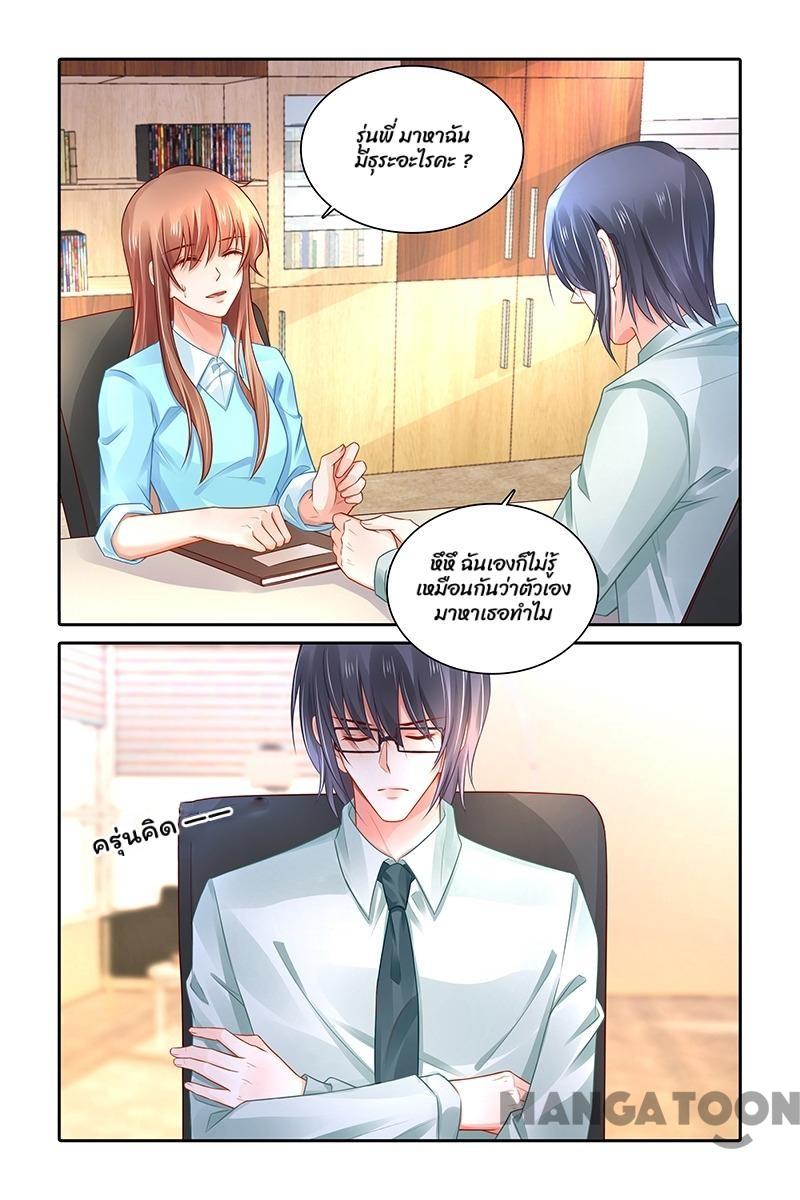 รุ่นพี่ มาหาฉัน
มีธุระอะไรคะ ?
หึหึ ฉันเองก็ไม่รู้
เหมือนกันว่าตัวเอง
มาหาเธอทำไม
ครุ่นคิด ——
MANGATOON